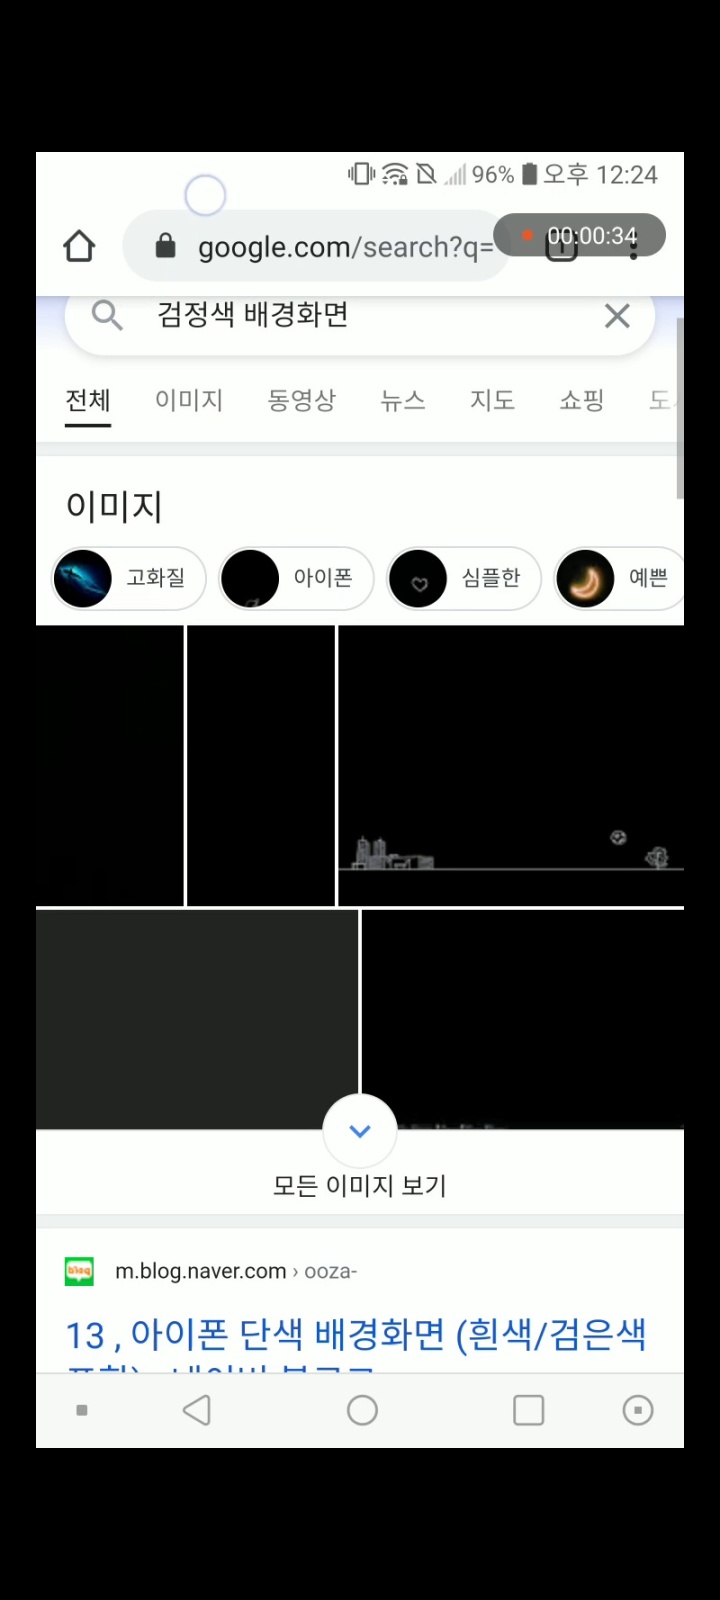 96% 오후 12:24
google.com/search?q=
00:00:34
검정색 배경화면
전체 이미지 동영상 뉴스 지도 쇼핑
이미지
고화질 아이폰 심플한 예쁜
모든 이미지 보기
blog
m.blog.naver.com › ooza-
13 , 아이폰 단색 배경화면 (흰색/검은색